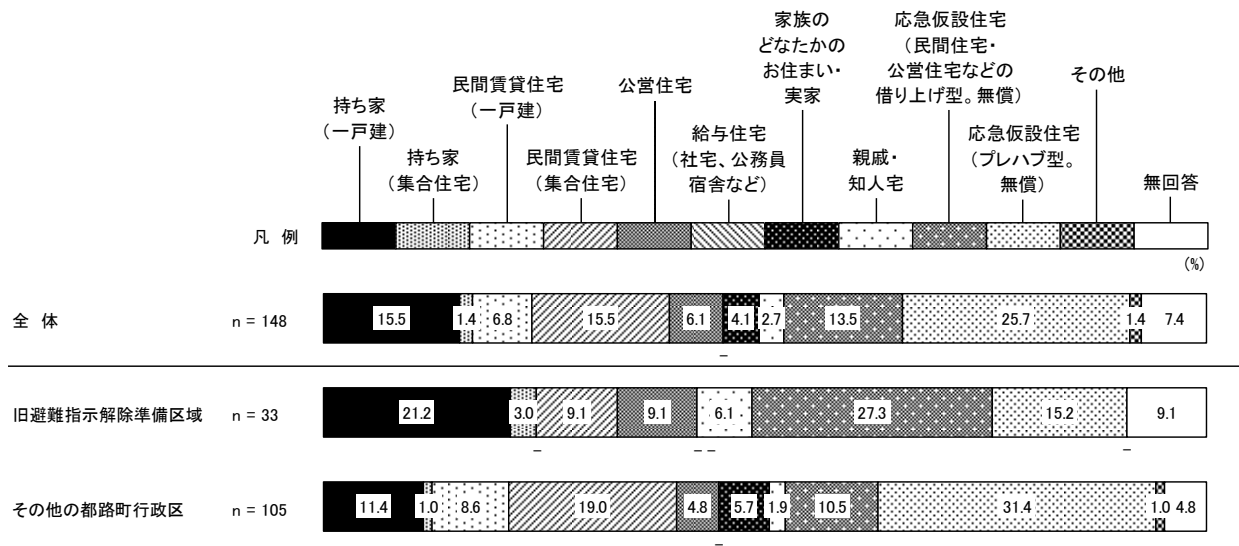 持ち家
（一戸建）
持ち家
（集合住宅）
民間賃貸住宅
（一戸建）
民間賃貸住宅
（集合住宅）
公営住宅
給与住宅
（社宅、公務員
宿舎など）
家族の
どなたかの
お住まい・
実家
親戚・
知人宅
応急仮設住宅
（民間住宅・
公営住宅などの
借り上げ型。無償）
応急仮設住宅
（プレハブ型。
無償）
その他
無回答
凡 例
(%)
全 体 n = 148 15.5 1.4 6.8 15.5 6.1 4.1 2.7 13.5 25.7 1.4 7.4
–
旧避難指示解除準備区域 n = 33 21.2 3.0 9.1 9.1 6.1 27.3 15.2 9.1
– – – –
その他の都路町行政区 n = 105 11.4 1.0 8.6 19.0 4.8 5.7 1.9 10.5 31.4 1.0 4.8
–